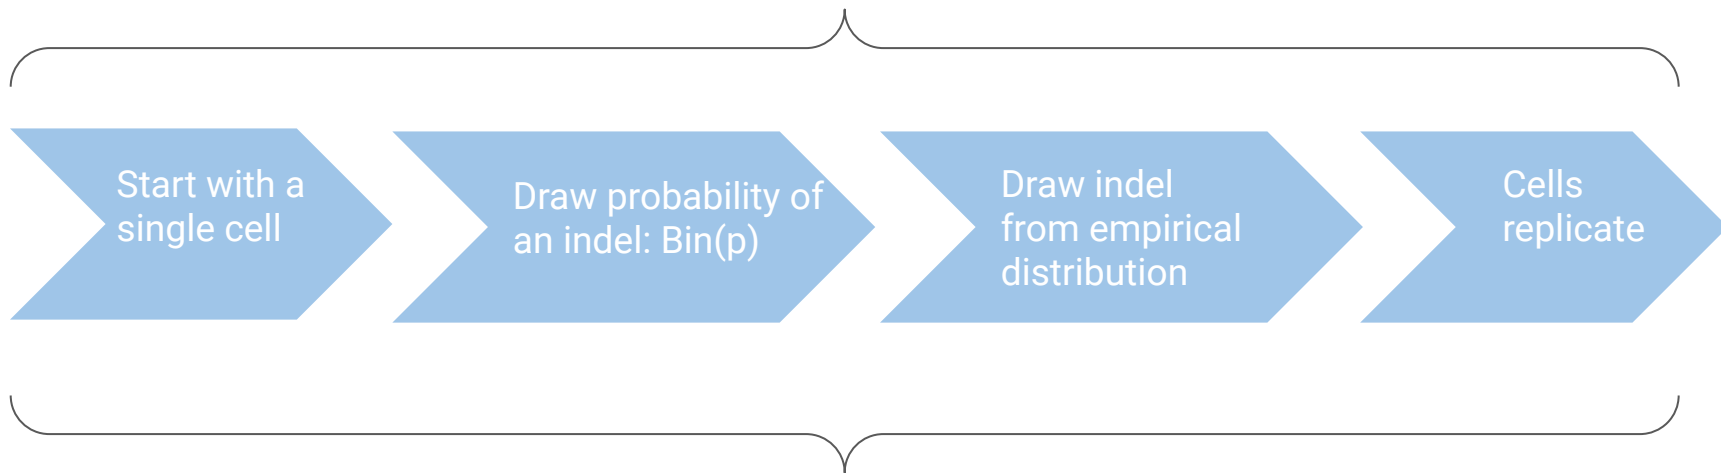 Start with a
single cell
Draw probability of
an indel: Bin(p)
Draw indel
from empirical
distribution
Cells
replicate